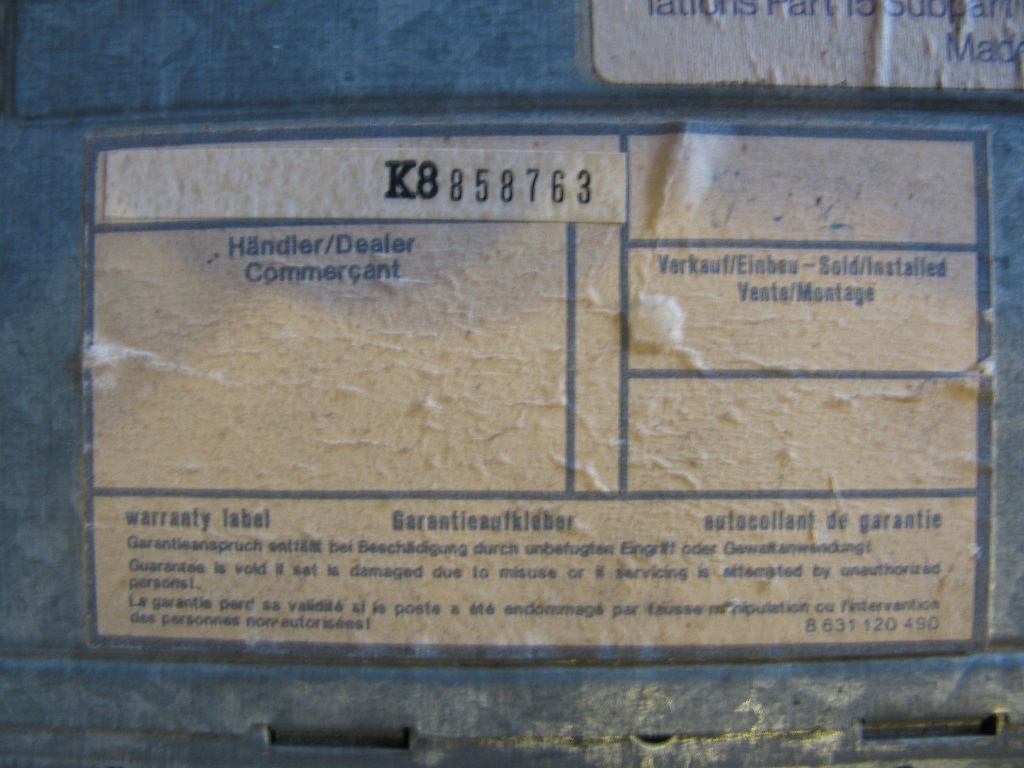 lations Part 15 Subpart
Made
K8 858763
Händler/Dealer
Commerçant
Verkauf/Einbau - Sold/Installed
Vente/Montage
warranty label Garantieaufkleber autocollant de garantie
Garantieanspruch entfällt bei Beschädigung durch unbefugten Eingriff oder Gewaltanwendung!
Guarantee is void if set is damaged due to misuse or if servicing is attempted by unauthorized
persons!
La garantie perd sa validité si le poste a été endommagé par fausse manipulation ou l'intervention
des personnes non-autorisées!
8 631 120 490